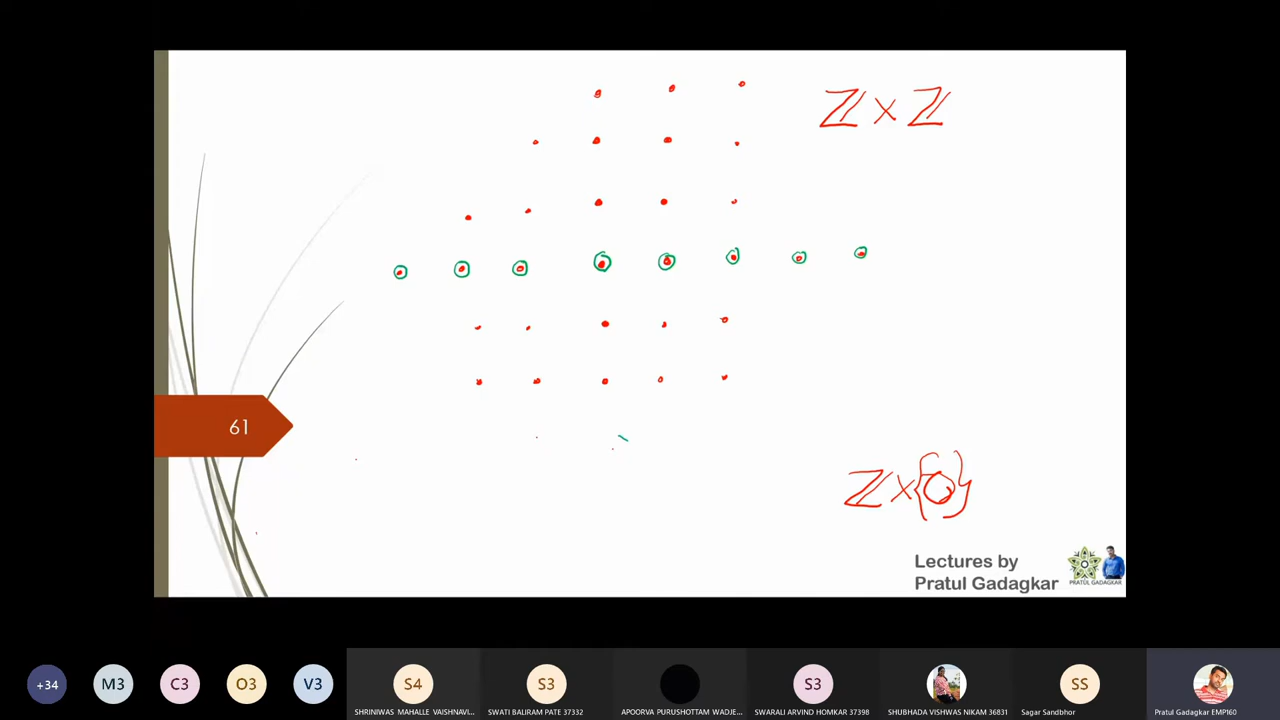 ℤ × ℤ
61
ℤ × {0}
Lectures by
Pratul Gadagkar
PRATUL GADAGKAR
+34
M3
C3
O3
V3
S4
S3
S3
SS
SHRINIWAS MAHALLE VAISHNAVI...
SWATI BALIRAM PATE 37332
APOORVA PURUSHOTTAM WADJE...
SWARALI ARVIND HOMKAR 37398
SHUBHADA VISHWAS NIKAM 36831
Sagar Sandbhor
Pratul Gadagkar EMP160